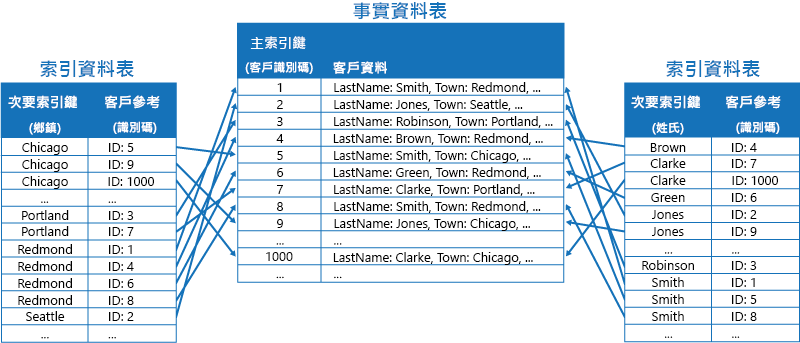 事實資料表
主索引鍵
(客戶識別碼) 客戶資料
1 LastName: Smith, Town: Redmond, ...
2 LastName: Jones, Town: Seattle, ...
3 LastName: Robinson, Town: Portland, ...
4 LastName: Brown, Town: Redmond, ...
5 LastName: Smith, Town: Chicago, ...
6 LastName: Green, Town: Redmond, ...
7 LastName: Clarke, Town: Portland, ...
8 LastName: Smith, Town: Redmond, ...
9 LastName: Jones, Town: Chicago, ...
... ...
1000 LastName: Clarke, Town: Chicago, ...
... ...
索引資料表
次要索引鍵 客戶參考
(鄉鎮) (識別碼)
Chicago ID: 5
Chicago ID: 9
Chicago ID: 1000
... ...
Portland ID: 3
Portland ID: 7
Redmond ID: 1
Redmond ID: 4
Redmond ID: 6
Redmond ID: 8
Seattle ID: 2
... ...
索引資料表
次要索引鍵 客戶參考
(姓氏) (識別碼)
Brown ID: 4
Clarke ID: 7
Clarke ID: 1000
Green ID: 6
Jones ID: 2
Jones ID: 9
... ...
Robinson ID: 3
Smith ID: 1
Smith ID: 5
Smith ID: 8
... ...